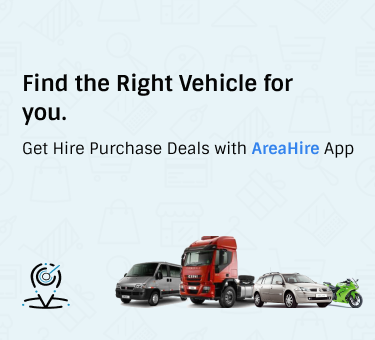 Find the Right Vehicle for
you.
Get Hire Purchase Deals with AreaHire App